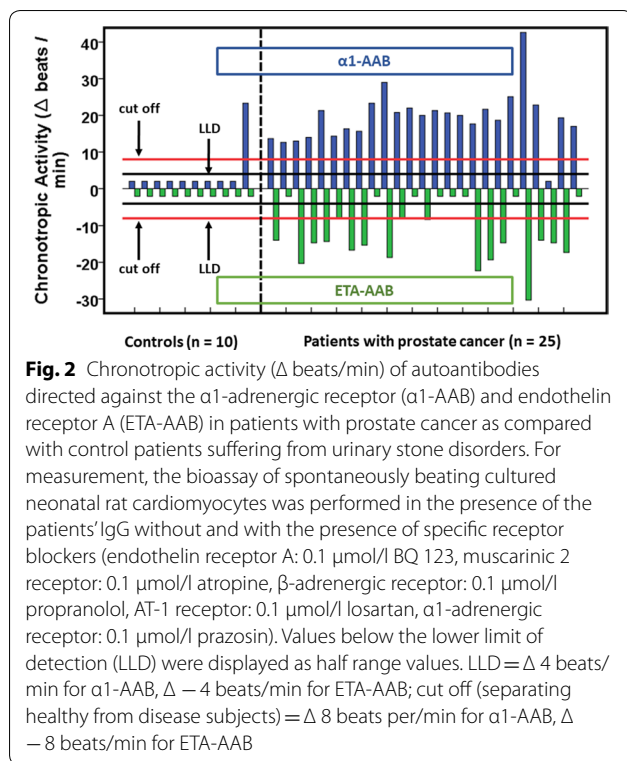 Chronotropic Activity (Δ beats / min)
40
30
20
10
0
-10
-20
-30
α1-AAB
cut off
LLD
cut off
LLD
ETA-AAB
Controls (n = 10)
Patients with prostate cancer (n = 25)
Fig. 2 Chronotropic activity (Δ beats/min) of autoantibodies
directed against the α1-adrenergic receptor (α1-AAB) and endothelin
receptor A (ETA-AAB) in patients with prostate cancer as compared
with control patients suffering from urinary stone disorders. For
measurement, the bioassay of spontaneously beating cultured
neonatal rat cardiomyocytes was performed in the presence of the
patients' IgG without and with the presence of specific receptor
blockers (endothelin receptor A: 0.1 μmol/l BQ 123, muscarinic 2
receptor: 0.1 μmol/l atropine, β-adrenergic receptor: 0.1 μmol/l
propranolol, AT-1 receptor: 0.1 μmol/l losartan, α1-adrenergic
receptor: 0.1 μmol/l prazosin). Values below the lower limit of
detection (LLD) were displayed as half range values. LLD = Δ 4 beats/
min for α1-AAB, Δ − 4 beats/min for ETA-AAB; cut off (separating
healthy from disease subjects) = Δ 8 beats per/min for α1-AAB, Δ
− 8 beats/min for ETA-AAB